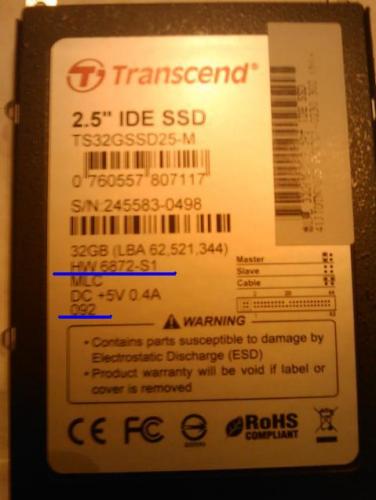 Transcend®
2.5" IDE SSD
TS32GSSD25-M
0 760557 807117
S/N:245583-0498
32GB (LBA 62,521,344)
HW 6872-S1
MLC
DC +5V 0.4A
092
Master
Slave
Cable
WARNING
• Contains parts susceptible to damage by
Electrostatic Discharge (ESD)
• Product warranty will be void if label or
cover is removed
CE FC RoHS
COMPLIANT